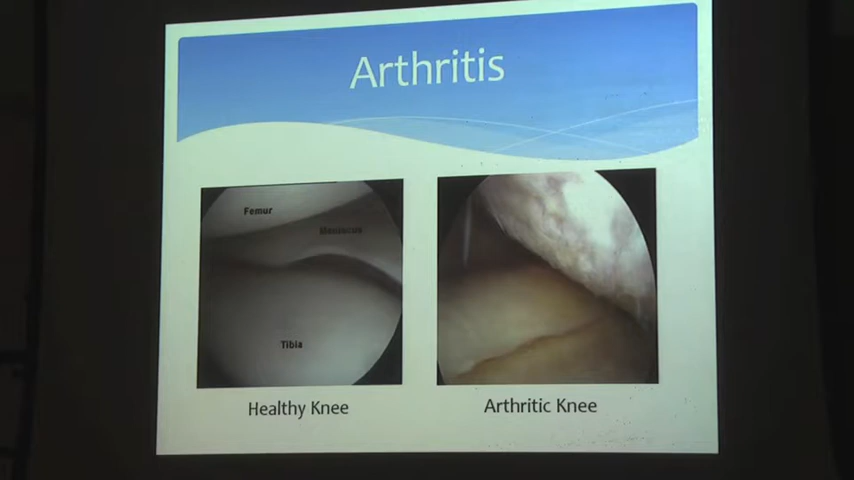 Arthritis
Femur
Meniscus
Tibia
Healthy Knee
Arthritic Knee